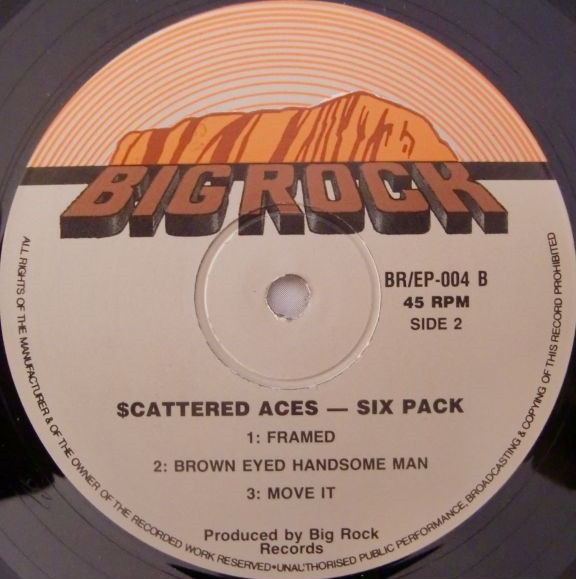 BIG ROCK
BR/EP-004 B
45 RPM
SIDE 2
$CATTERED ACES — SIX PACK
1: FRAMED
2: BROWN EYED HANDSOME MAN
3: MOVE IT
Produced by Big Rock
Records
ALL RIGHTS OF THE MANUFACTURER & OF THE OWNER OF THE RECORDED WORK RESERVED•UNAUTHORISED PUBLIC PERFORMANCE, BROADCASTING & COPYING OF THIS RECORD PROHIBITED